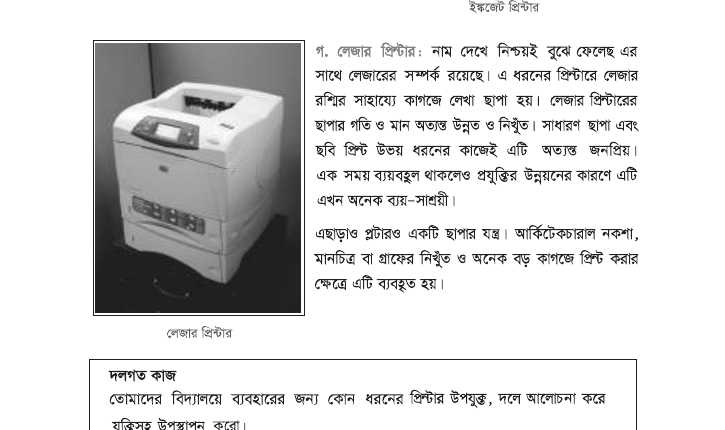 ইঙ্কজেট প্রিন্টার
গ. লেজার প্রিন্টার: নাম দেখে নিশ্চয়ই বুঝে ফেলেছ এর
সাথে লেজারের সম্পর্ক রয়েছে। এ ধরনের প্রিন্টারে লেজার
রশ্মির সাহায্যে কাগজে লেখা ছাপা হয়। লেজার প্রিন্টারের
ছাপার গতি ও মান অত্যন্ত উন্নত ও নিখুঁত। সাধারণ ছাপা এবং
ছবি প্রিন্ট উভয় ধরনের কাজেই এটি অত্যন্ত জনপ্রিয়।
এক সময় ব্যয়বহুল থাকলেও প্রযুক্তির উন্নয়নের কারণে এটি
এখন অনেক ব্যয়-সাশ্রয়ী।
এছাড়াও প্লটারও একটি ছাপার যন্ত্র। আর্কিটেকচারাল নকশা,
মানচিত্র বা গ্রাফের নিখুঁত ও অনেক বড় কাগজে প্রিন্ট করার
ক্ষেত্রে এটি ব্যবহৃত হয়।
লেজার প্রিন্টার
দলগত কাজ
তোমাদের বিদ্যালয়ে ব্যবহারের জন্য কোন ধরনের প্রিন্টার উপযুক্ত, দলে আলোচনা করে
যুক্তিসহ উপস্থাপন করো।